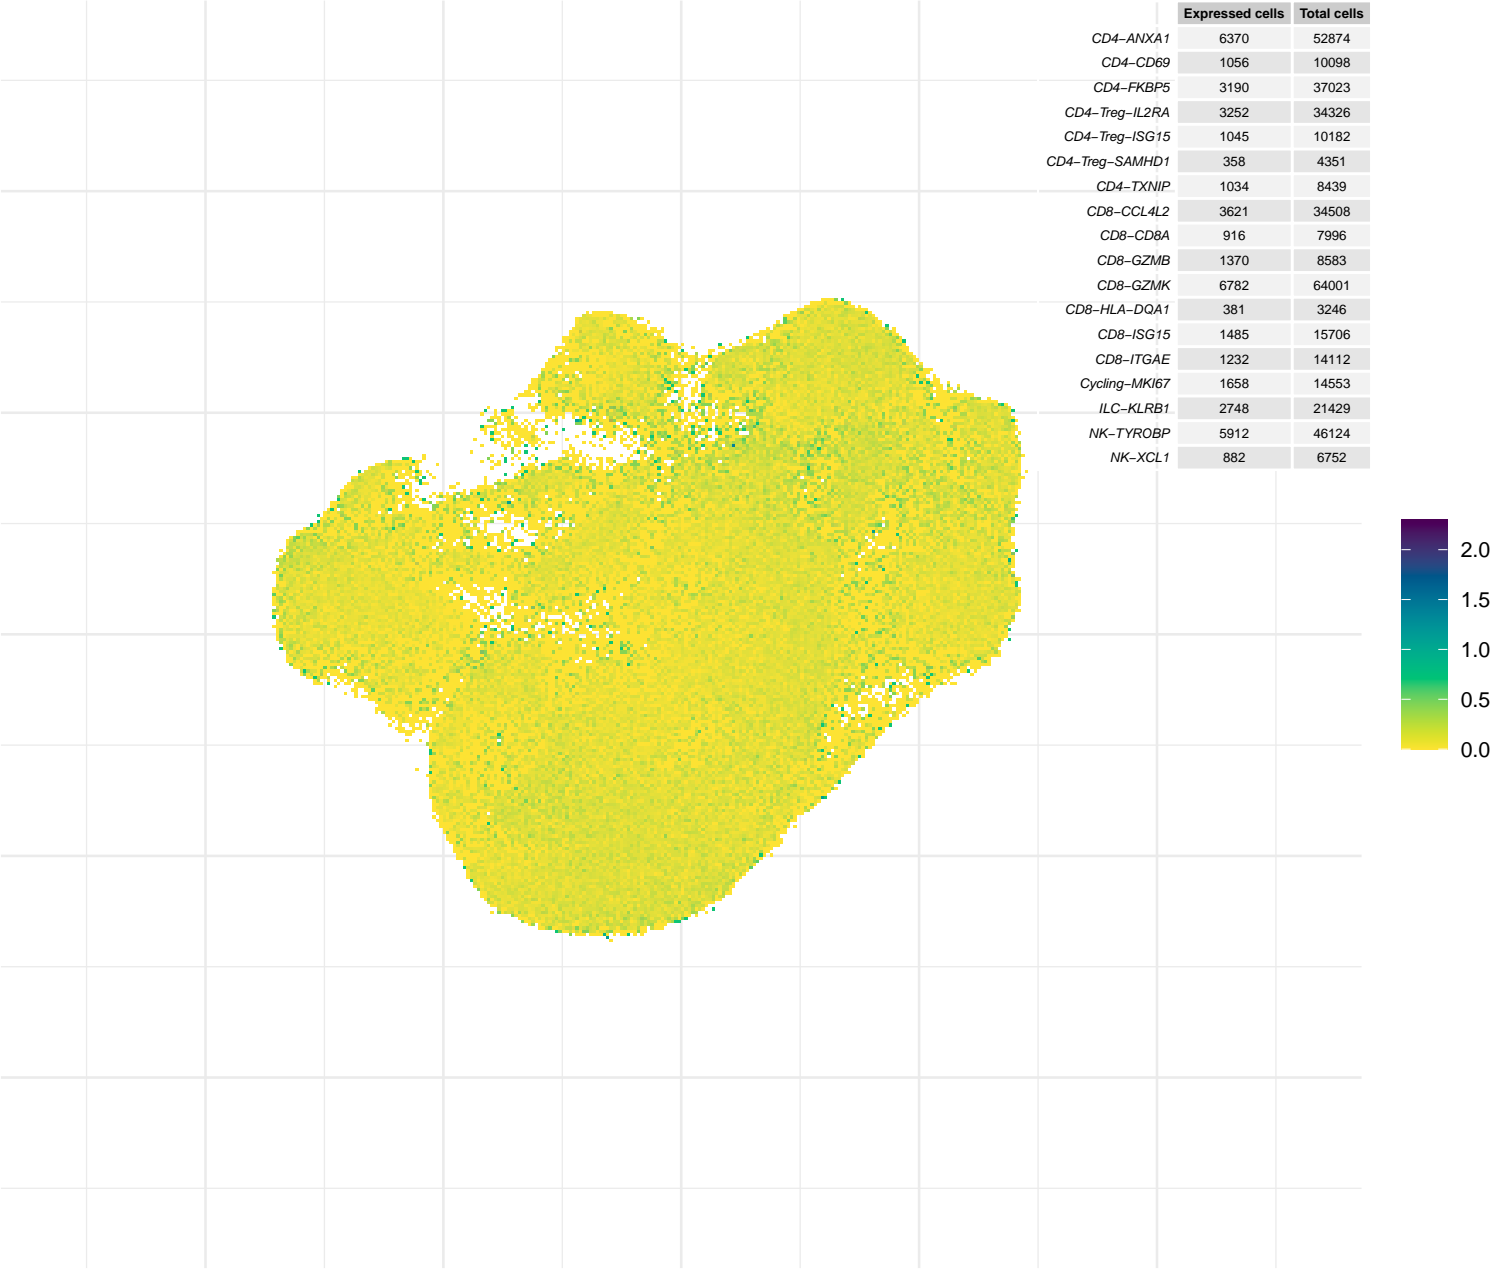 Expressed cells Total cells
CD4−ANXA1 6370 52874
CD4−CD69 1056 10098
CD4−FKBP5 3190 37023
CD4−Treg−IL2RA 3252 34326
CD4−Treg−ISG15 1045 10182
CD4−Treg−SAMHD1 358 4351
CD4−TXNIP 1034 8439
CD8−CCL4L2 3621 34508
CD8−CD8A 916 7996
CD8−GZMB 1370 8583
CD8−GZMK 6782 64001
CD8−HLA−DQA1 381 3246
CD8−ISG15 1485 15706
CD8−ITGAE 1232 14112
Cycling−MKI67 1658 14553
ILC−KLRB1 2748 21429
NK−TYROBP 5912 46124
NK−XCL1 882 6752
2.0
1.5
1.0
0.5
0.0